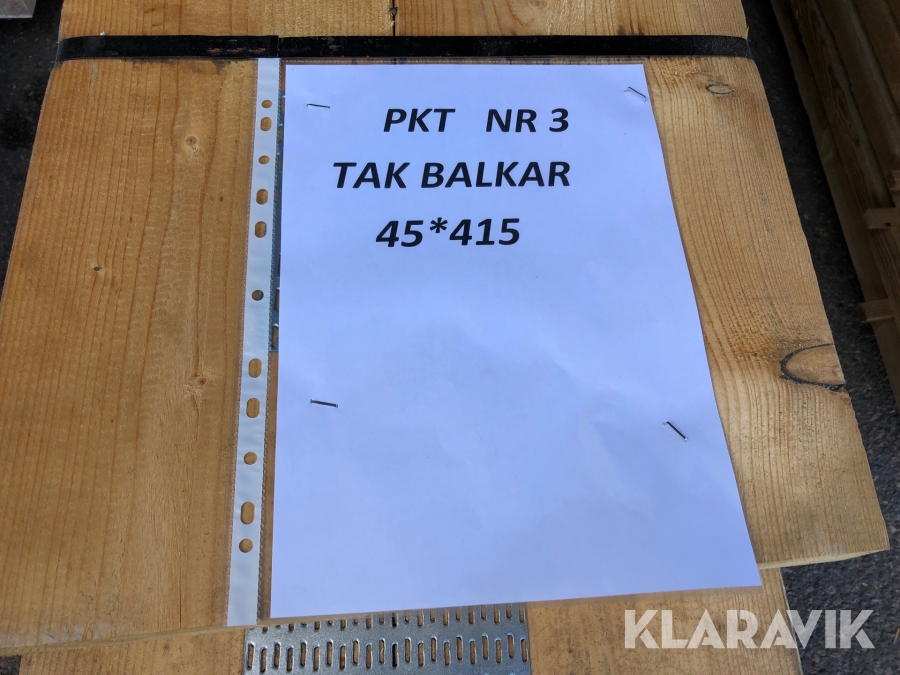 PKT NR 3
TAK BALKAR
45*415
KLARAVIK